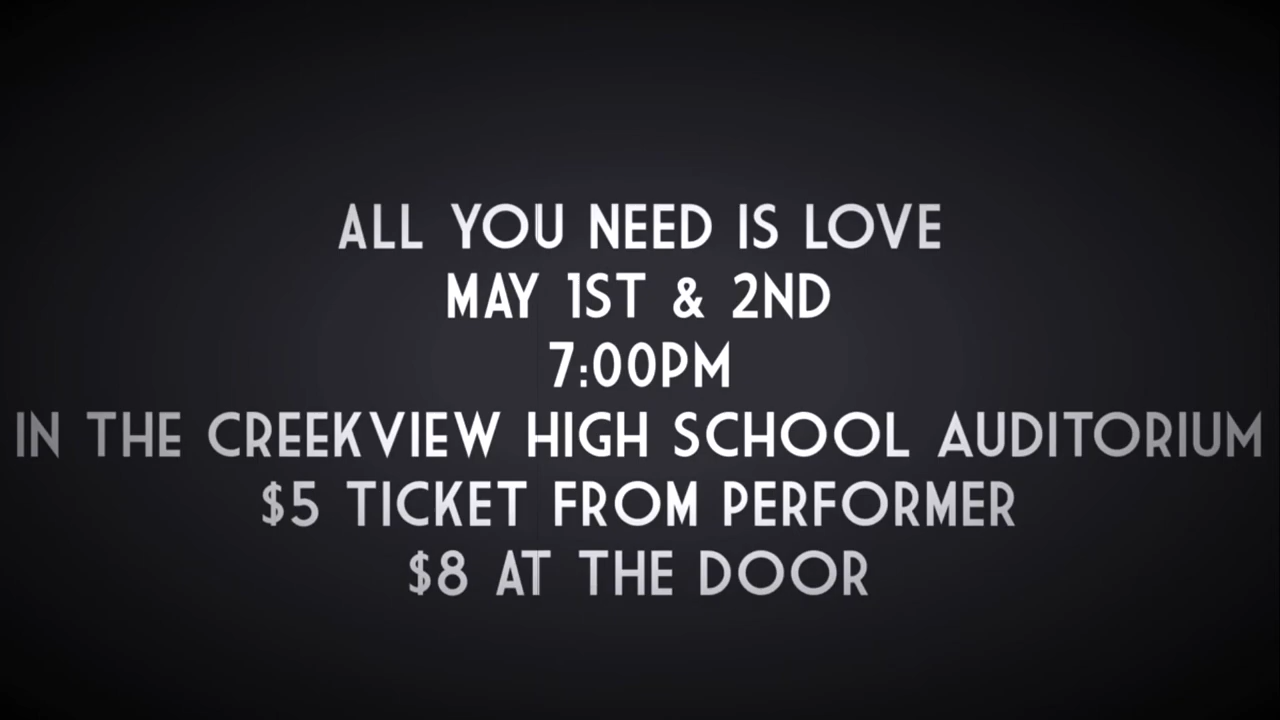 ALL YOU NEED IS LOVE
MAY 1ST & 2ND
7:00PM
IN THE CREEKVIEW HIGH SCHOOL AUDITORIUM
$5 TICKET FROM PERFORMER
$8 AT THE DOOR